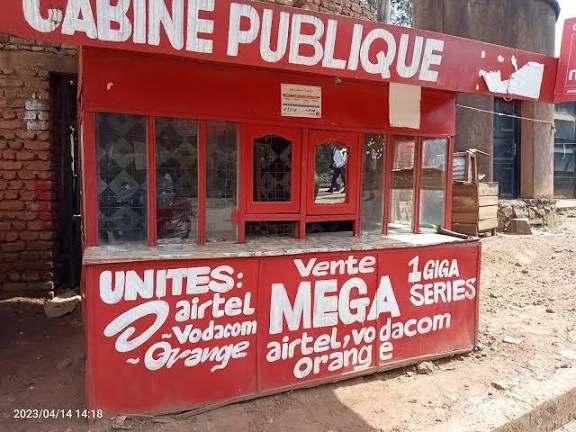 CABINE PUBLIQUE
UNITES:
airtel
~Vodacom
~Orange
Vente
MEGA
1 GIGA
SERIES
airtel, vodacom
orange
2023/04/14 14:18